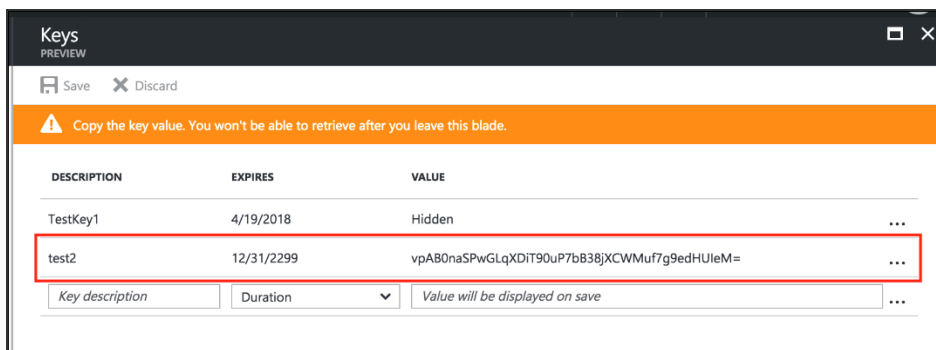 Keys
PREVIEW
Save Discard
Copy the key value. You won't be able to retrieve after you leave this blade.
DESCRIPTION EXPIRES VALUE
TestKey1 4/19/2018 Hidden ...
test2 12/31/2299 vpAB0naSPwGLqXDiT90uP7bB38jXCWMuf7g9edHUIeM= ...
Key description Duration Value will be displayed on save ...